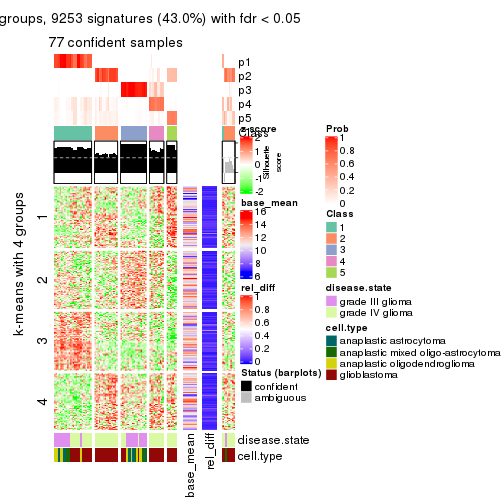 groups, 9253 signatures (43.0%) with fdr < 0.05
77 confident samples
p1
p2
p3
p4
p5
Class
z-score
2
1
0
-1
-2
Silhouette
score
1
2
3
4
k-means with 4 groups
base_mean
16
14
12
10
8
6
rel_diff
1
0.8
0.6
0.4
0.2
0
Status (barplots)
confident
ambiguous
Prob
1
0.8
0.6
0.4
0.2
0
Class
1
2
3
4
5
disease.state
grade III glioma
grade IV glioma
cell.type
anaplastic astrocytoma
anaplastic mixed oligo-astrocytoma
anaplastic oligodendroglioma
glioblastoma
disease.state
cell.type
base_mean
rel_diff